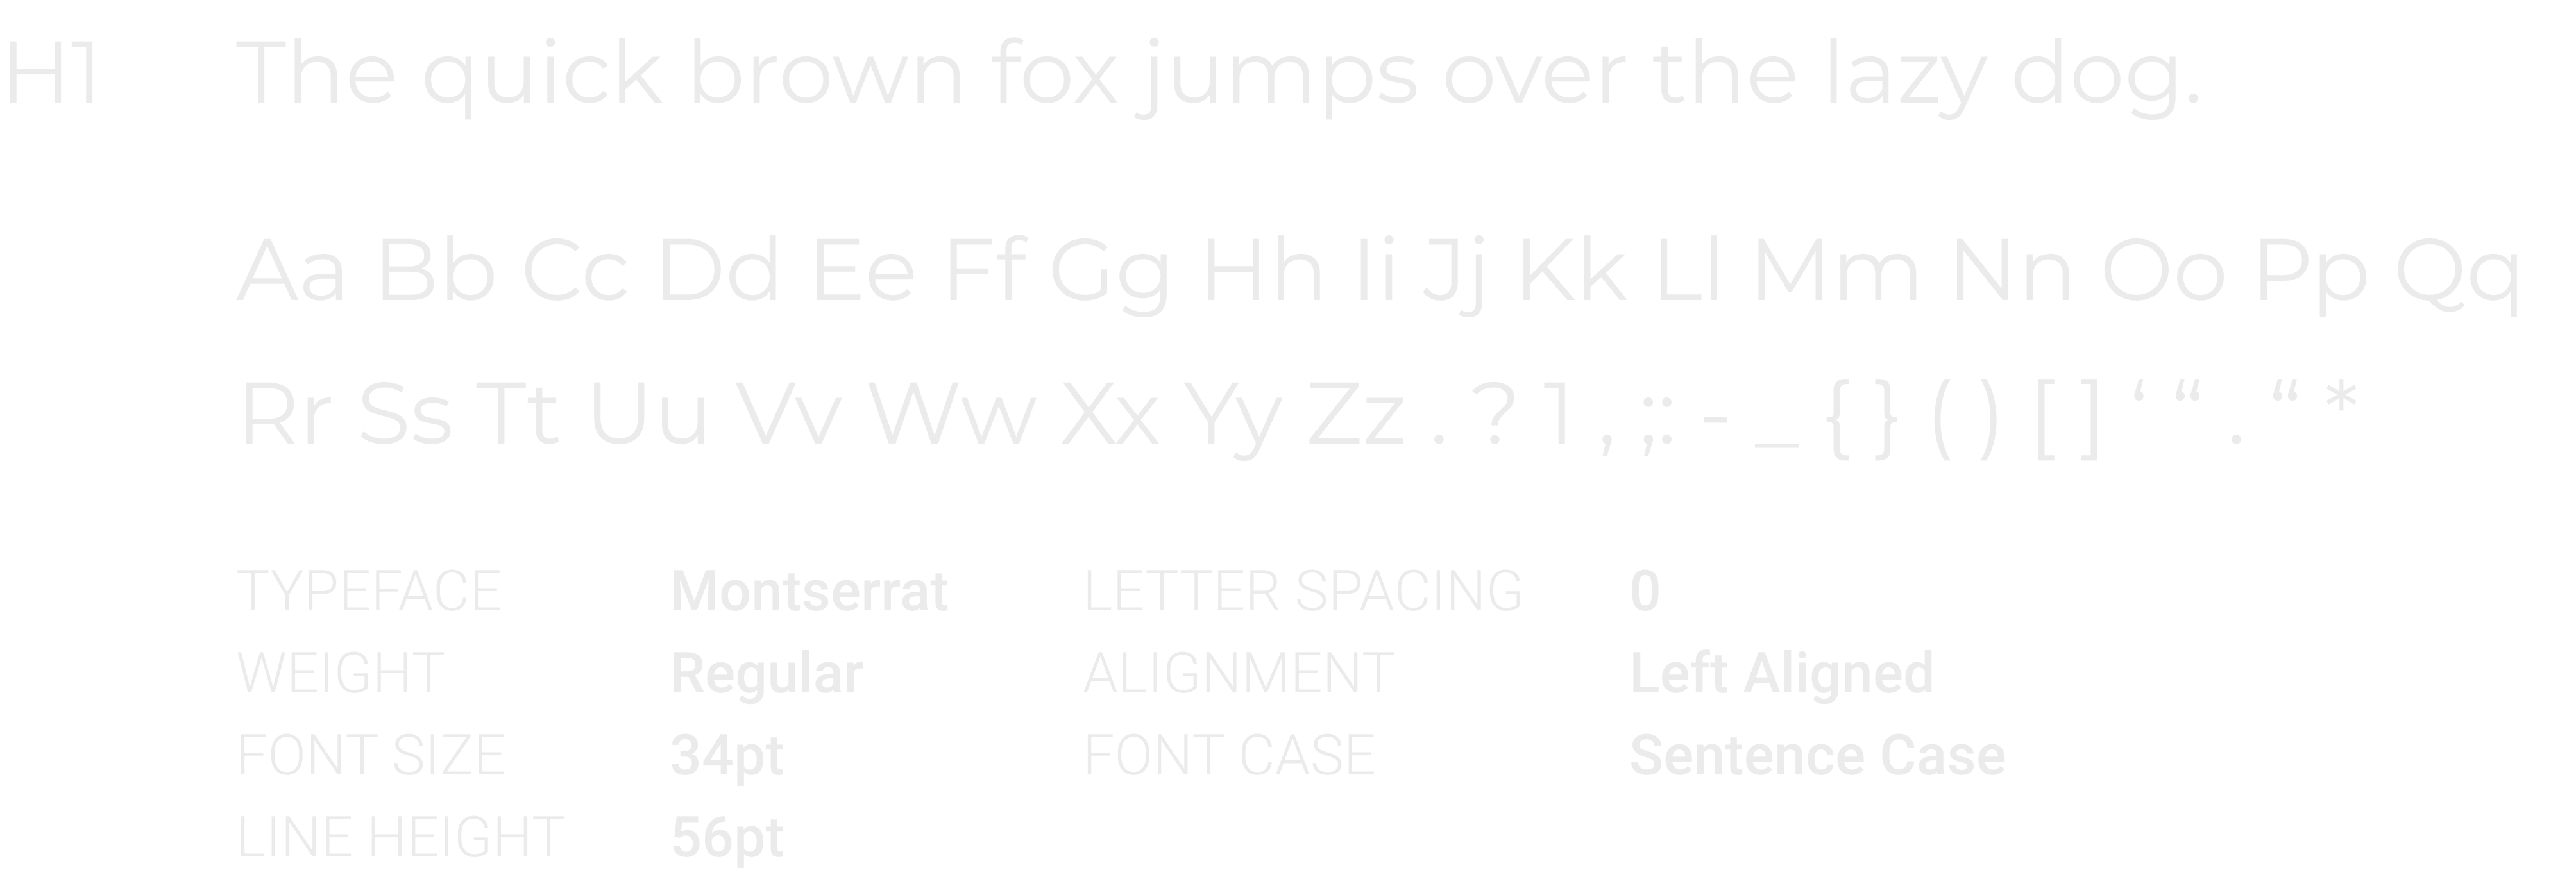 H1 The quick brown fox jumps over the lazy dog.
Aa Bb Cc Dd Ee Ff Gg Hh Ii Jj Kk Ll Mm Nn Oo Pp Qq
Rr Ss Tt Uu Vv Ww Xx Yy Zz . ? 1 , ;: - _ { } ( ) [ ] ‘ “ . “ *
TYPEFACE Montserrat LETTER SPACING 0
WEIGHT Regular ALIGNMENT Left Aligned
FONT SIZE 34pt FONT CASE Sentence Case
LINE HEIGHT 56pt